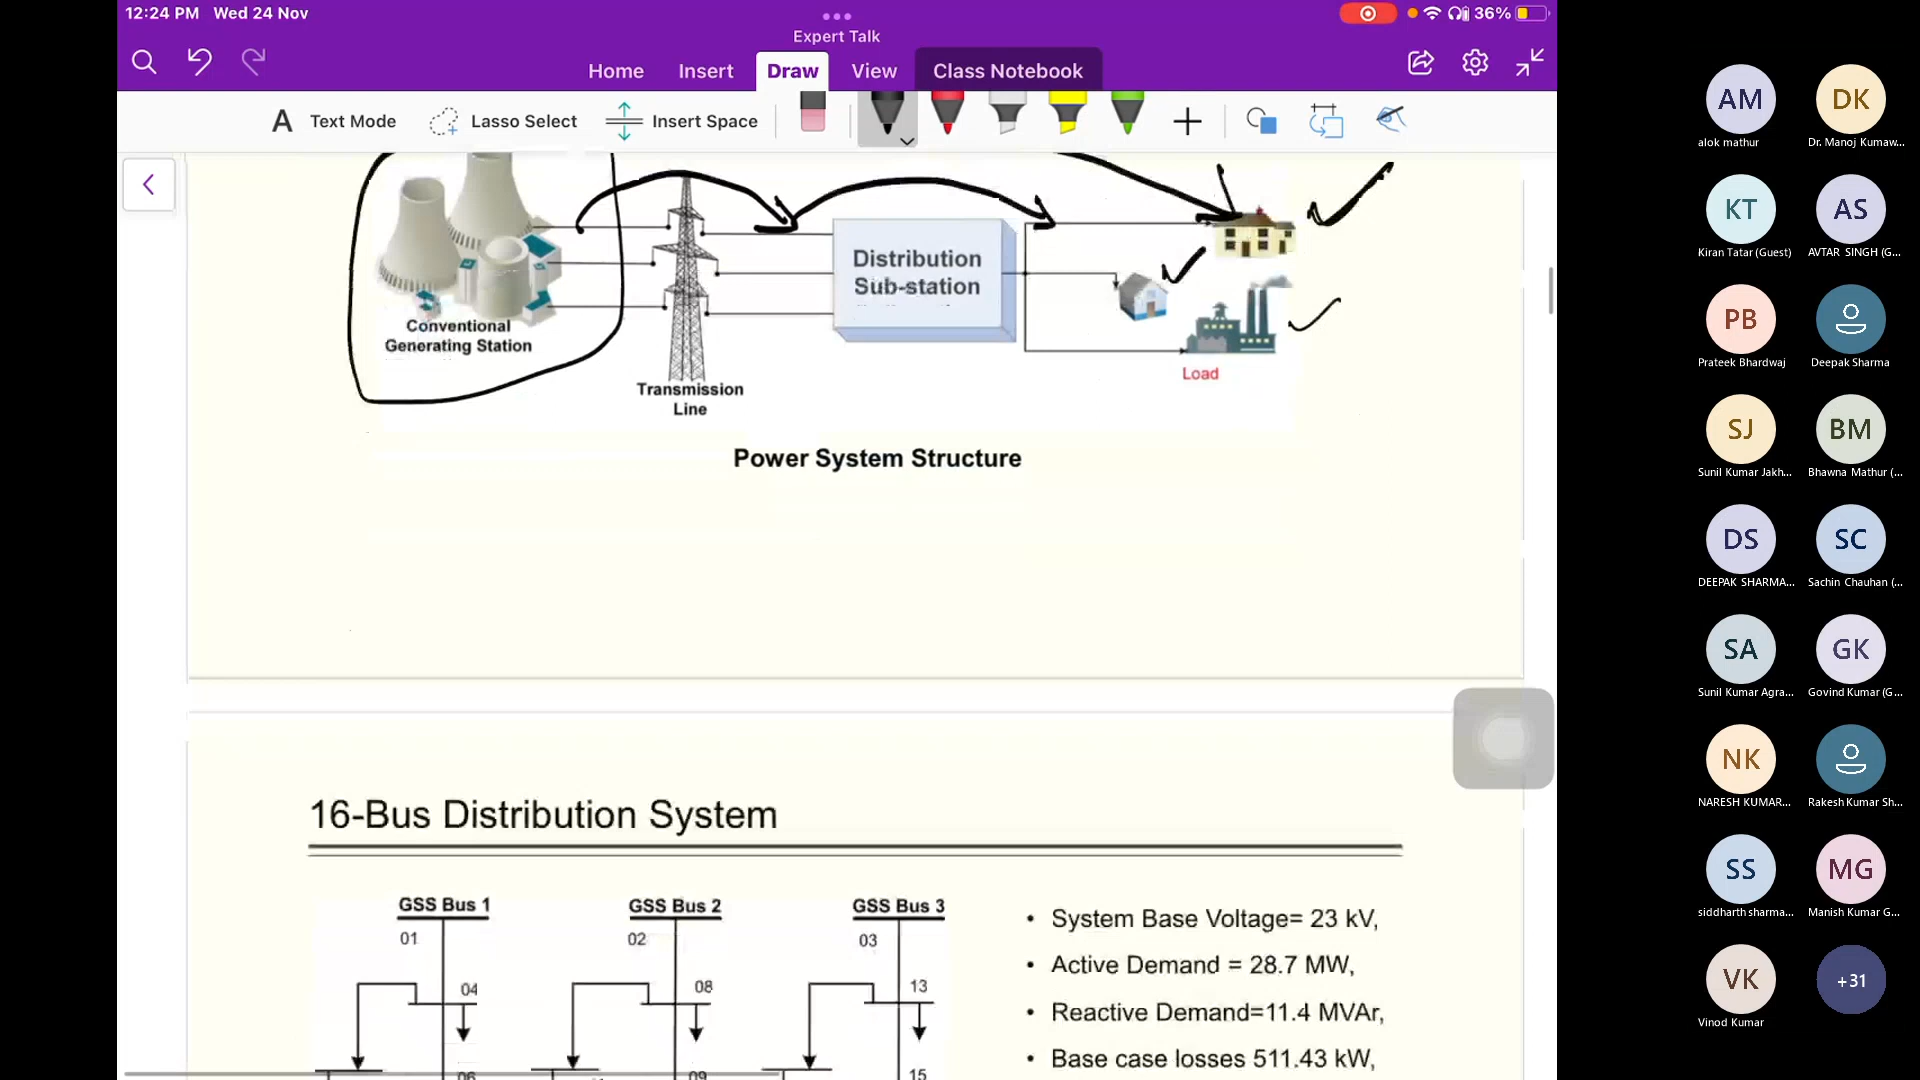 12:24 PM Wed 24 Nov
36%
Expert Talk
Home Insert Draw View Class Notebook
A Text Mode Lasso Select Insert Space
Conventional
Generating Station
Transmission
Line
Distribution
Sub-station
Load
Power System Structure
16-Bus Distribution System
GSS Bus 1 GSS Bus 2 GSS Bus 3
01 02 03
04 08 13
06 09 15
• System Base Voltage= 23 kV,
• Active Demand = 28.7 MW,
• Reactive Demand=11.4 MVAr,
• Base case losses 511.43 kW,
AM DK
alok mathur Dr. Manoj Kumaw...
KT AS
Kiran Tatar (Guest) AVTAR SINGH (G...
PB
Prateek Bhardwaj Deepak Sharma
SJ BM
Sunil Kumar Jakh... Bhawna Mathur (...
DS SC
DEEPAK SHARMA... Sachin Chauhan (...
SA GK
Sunil Kumar Agra... Govind Kumar (G...
NK
NARESH KUMAR... Rakesh Kumar Sh...
SS MG
siddharth sharma... Manish Kumar G...
VK +31
Vinod Kumar